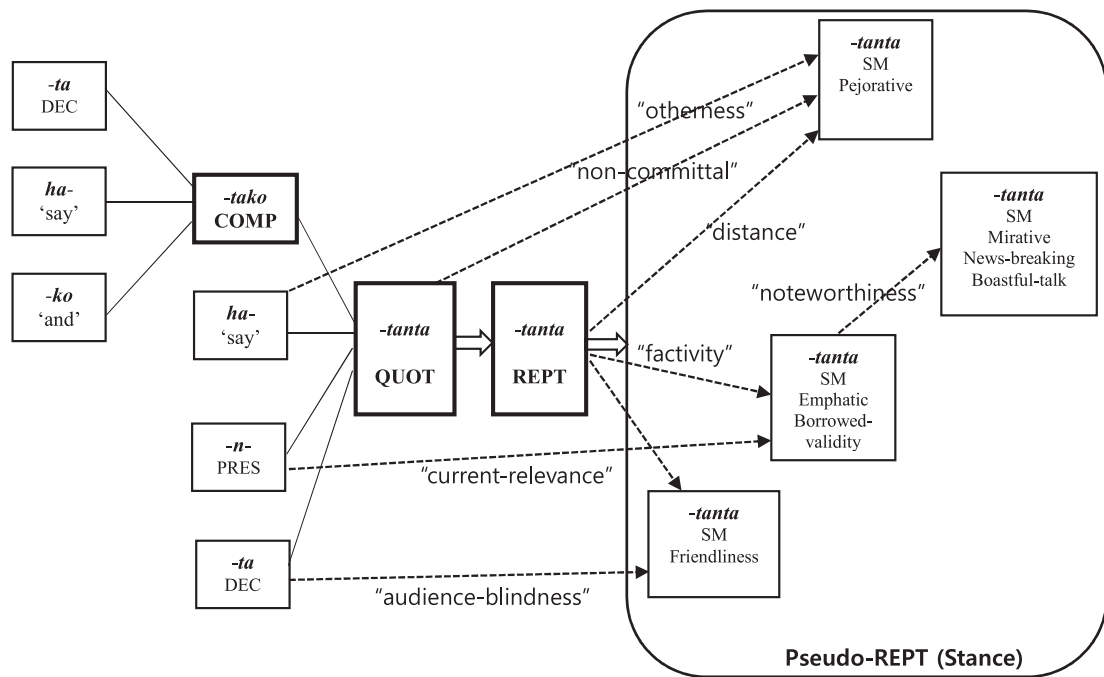 -ta
DEC
ha-
‘say’
-ko
‘and’
-tako
COMP
ha-
‘say’
-n-
PRES
-ta
DEC
-tanta
QUOT
-tanta
REPT
“otherness“
“non-committal“
“distance“
“factivity“
“current-relevance“
“audience-blindness“
“noteworthiness“
-tanta
SM
Pejorative
-tanta
SM
Mirative
News-breaking
Boastful-talk
-tanta
SM
Emphatic
Borrowed-
validity
-tanta
SM
Friendliness
Pseudo-REPT (Stance)